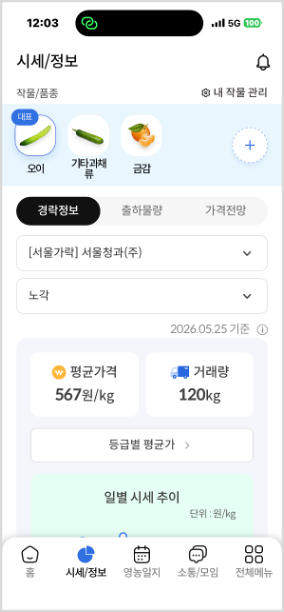 12:03 5G 100
시세/정보
작물/품종 내 작물 관리
대표
오이 기타과채류 금감
경락정보 출하물량 가격전망
[서울가락] 서울청과(주)
노각
2026.05.25 기준
평균가격 거래량
567원/kg 120kg
등급별 평균가
일별 시세 추이
단위 : 원/kg
홈 시세/정보 영농일지 소통/모임 전체메뉴